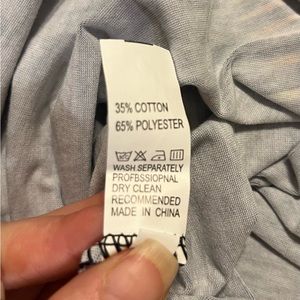 35% COTTON
65% POLYESTER
WASH SEPARATELY
PROFBSSIOPNAL
DRY CLEAN
RECOMMENDED
MADE IN CHINA